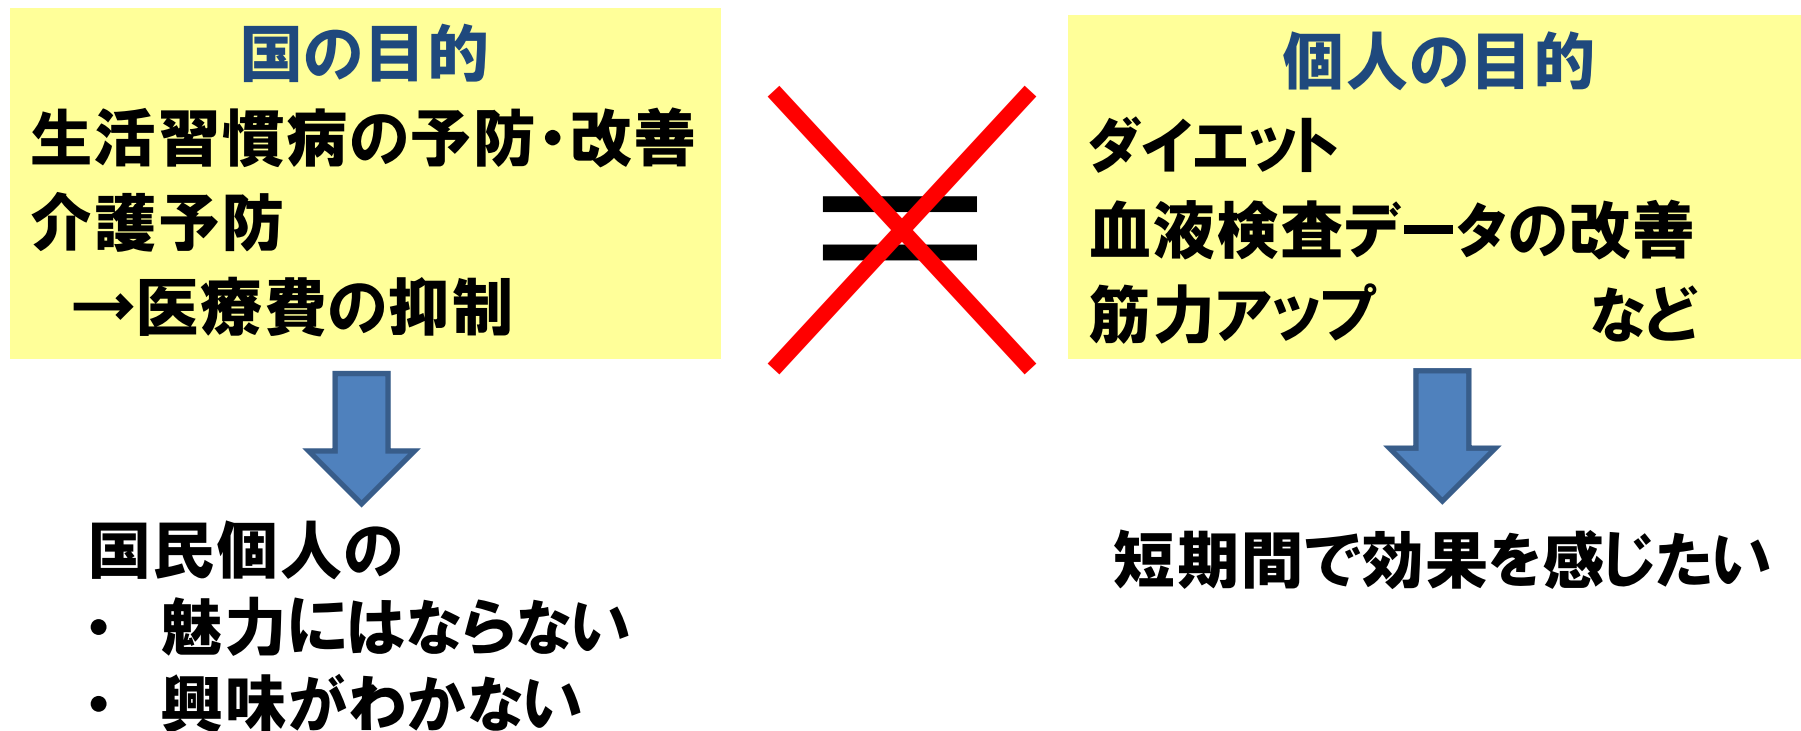 国の目的
生活習慣病の予防・改善
介護予防
→医療費の抑制
=
個人の目的
ダイエット
血液検査データの改善
筋力アップ　など
国民個人の
• 魅力にはならない
• 興味がわかない
短期間で効果を感じたい